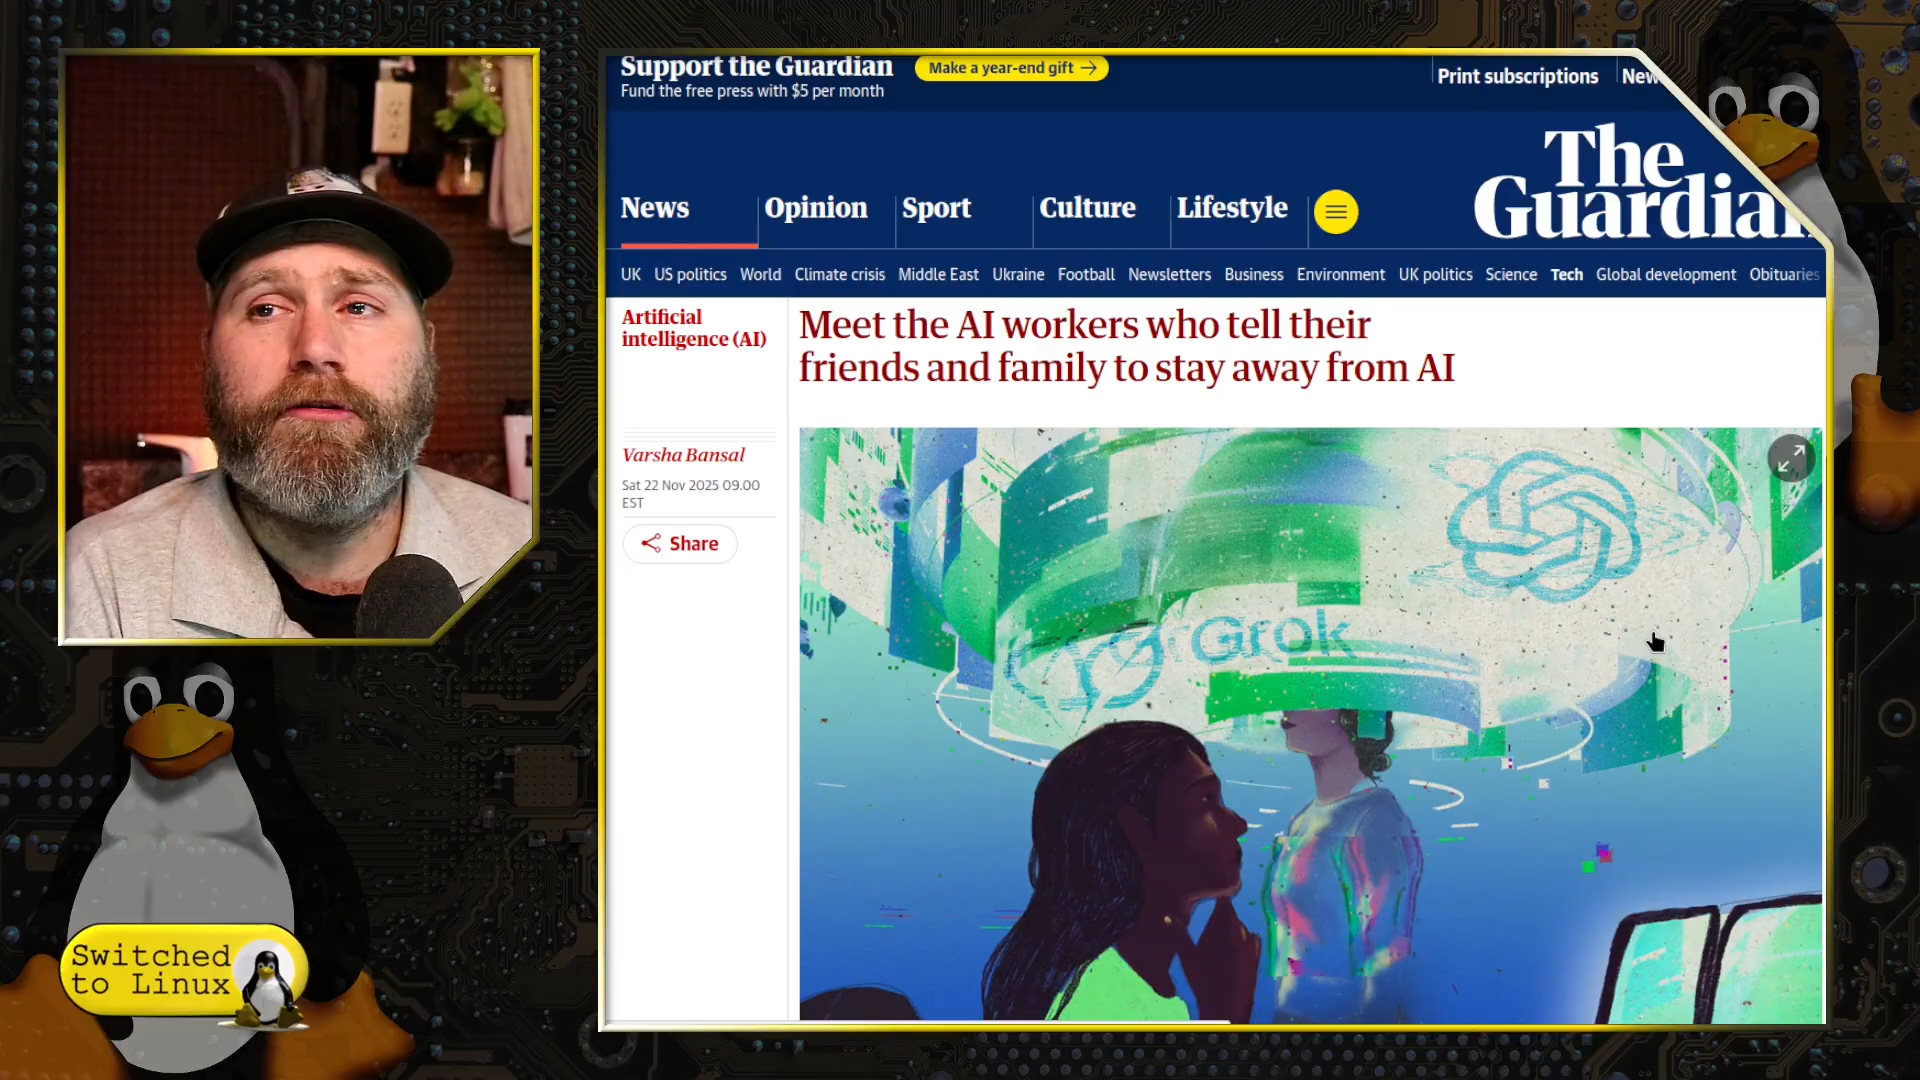 Support the Guardian
Make a year-end gift →
Fund the free press with $5 per month
Print subscriptions
News
Opinion
Sport
Culture
Lifestyle
The
Guardian
UK
US politics
World
Climate crisis
Middle East
Ukraine
Football
Newsletters
Business
Environment
UK politics
Science
Tech
Global development
Obituaries
Artificial
intelligence (AI)
Meet the AI workers who tell their
friends and family to stay away from AI
Varsha Bansal
Sat 22 Nov 2025 09.00
EST
Share
Grok
Switched
to Linux